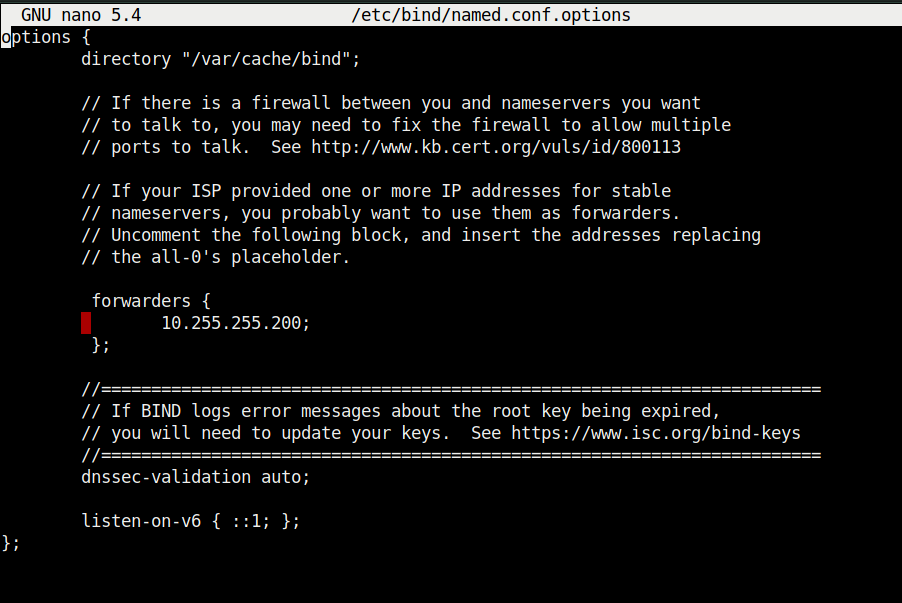 GNU nano 5.4 /etc/bind/named.conf.options
options {
directory "/var/cache/bind";
// If there is a firewall between you and nameservers you want
// to talk to, you may need to fix the firewall to allow multiple
// ports to talk.  See http://www.kb.cert.org/vuls/id/800113
// If your ISP provided one or more IP addresses for stable
// nameservers, you probably want to use them as forwarders.
// Uncomment the following block, and insert the addresses replacing
// the all-0's placeholder.
forwarders {
10.255.255.200;
};
//========================================================================
// If BIND logs error messages about the root key being expired,
// you will need to update your keys.  See https://www.isc.org/bind-keys
//========================================================================
dnssec-validation auto;
listen-on-v6 { ::1; };
};